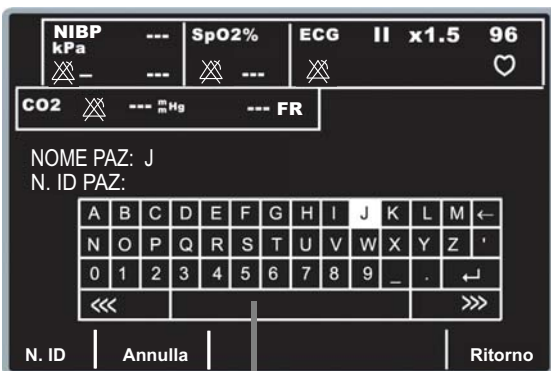 NIBP --- SpO2% ECG II x1.5 96
kPa
– --- ---
CO2 --- mmHg --- FR
NOME PAZ: J
N. ID PAZ:
A B C D E F G H I J K L M ←
N O P Q R S T U V W X Y Z '
0 1 2 3 4 5 6 7 8 9 _ . ↵
<<< >>>
N. ID Annulla Ritorno